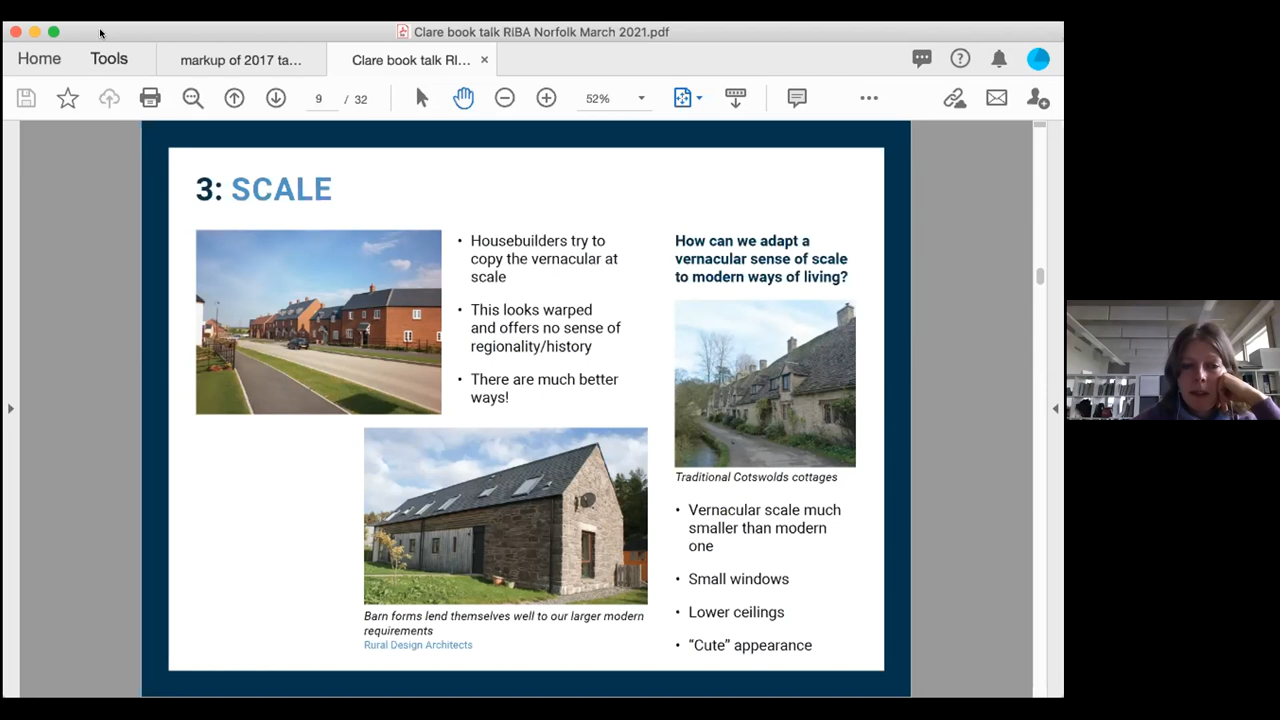 Clare book talk RiBA Norfolk March 2021.pdf
Home
Tools
markup of 2017 ta...
Clare book talk RI...
9
/ 32
52%
3: SCALE
• Housebuilders try to
copy the vernacular at
scale
• This looks warped
and offers no sense of
regionality/history
• There are much better
ways!
Barn forms lend themselves well to our larger modern
requirements
Rural Design Architects
How can we adapt a
vernacular sense of scale
to modern ways of living?
Traditional Cotswolds cottages
• Vernacular scale much
smaller than modern
one
• Small windows
• Lower ceilings
• “Cute” appearance